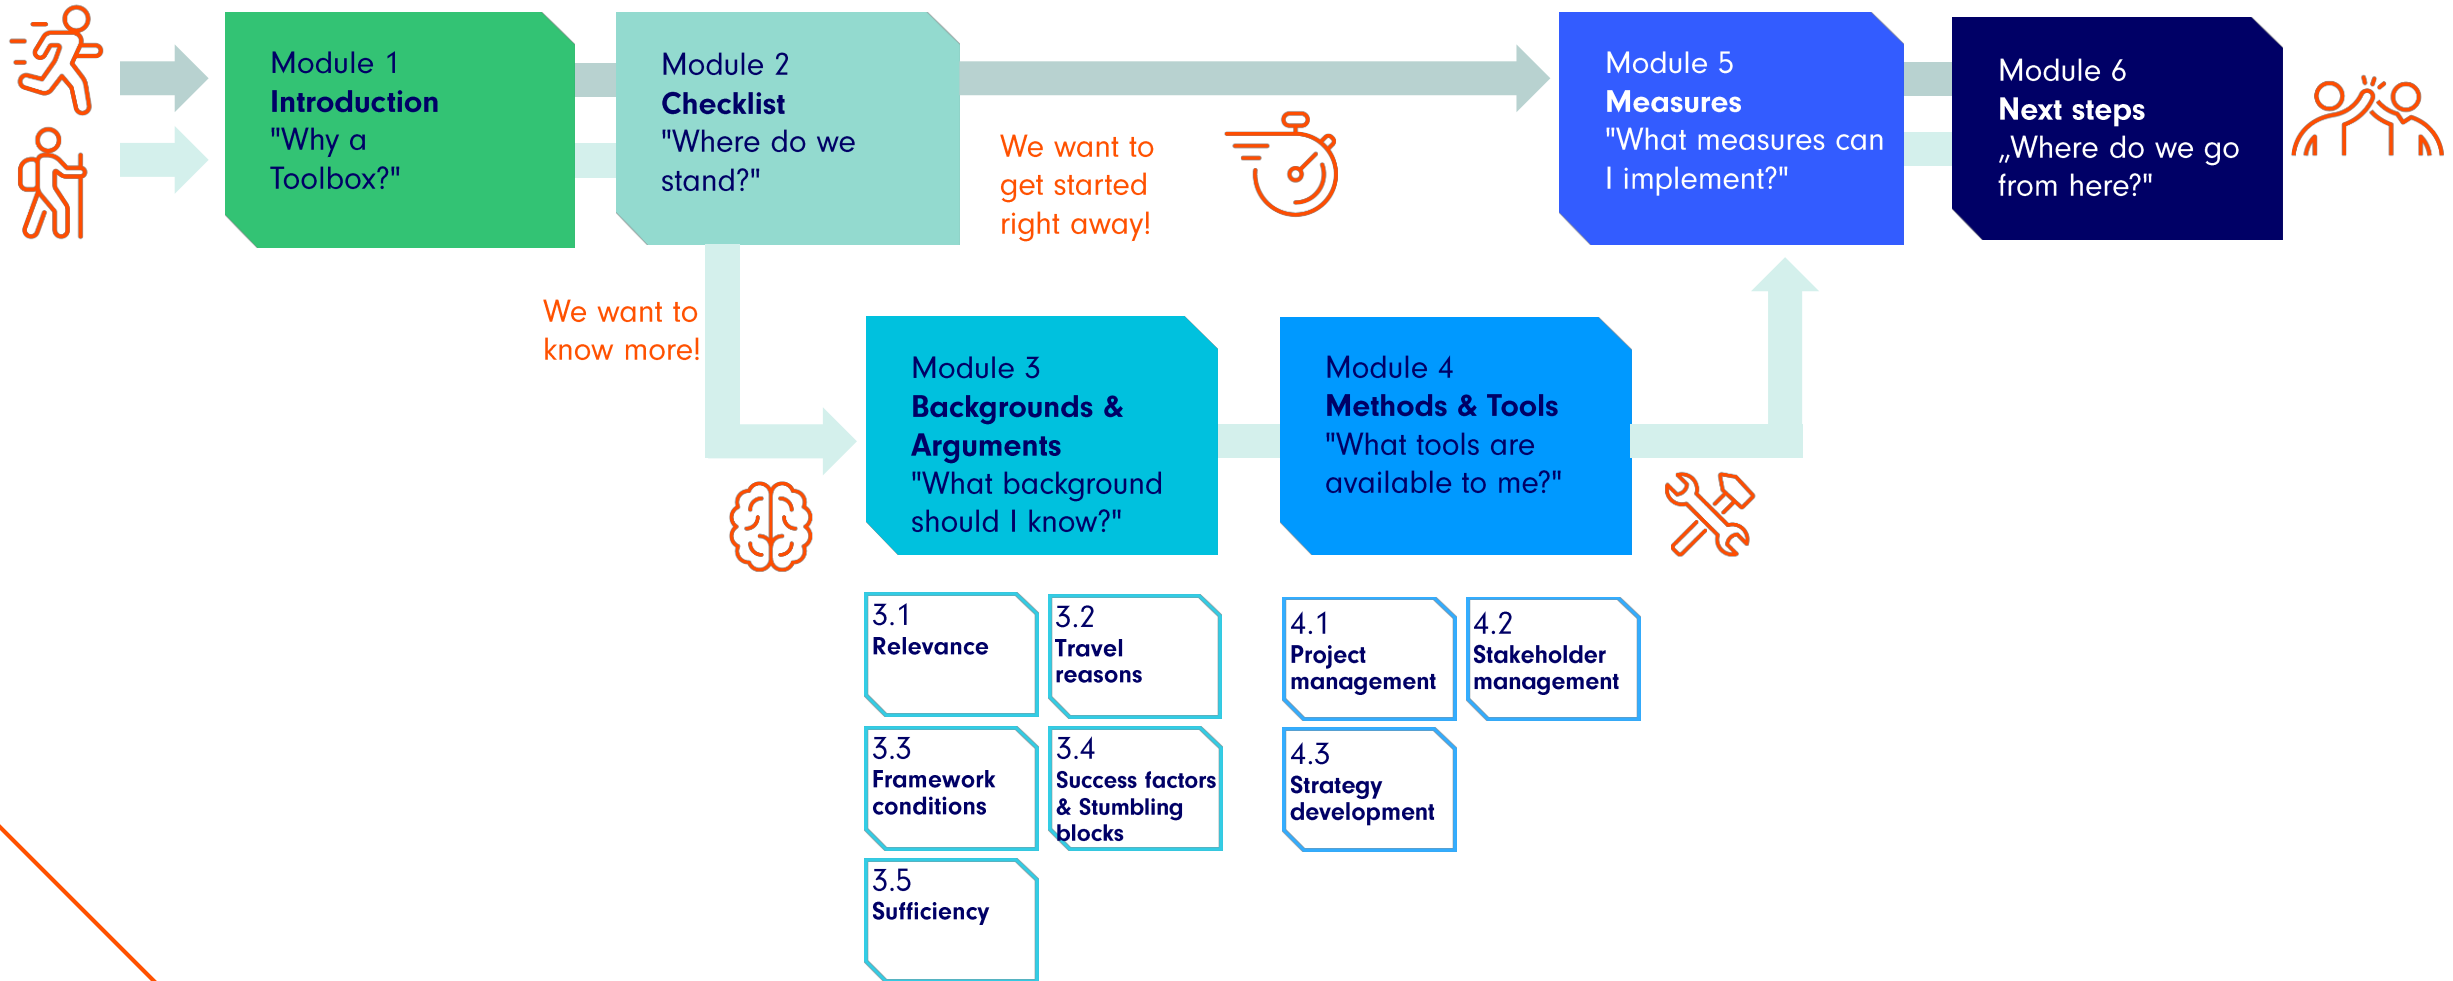 Module 1
Introduction
"Why a
Toolbox?"
Module 2
Checklist
"Where do we
stand?"
We want to
get started
right away!
Module 5
Measures
"What measures can
I implement?"
Module 6
Next steps
„Where do we go
from here?"
We want to
know more!
Module 3
Backgrounds &
Arguments
"What background
should I know?"
Module 4
Methods & Tools
"What tools are
available to me?"
3.1
Relevance
3.2
Travel
reasons
3.3
Framework
conditions
3.4
Success factors
& Stumbling
blocks
3.5
Sufficiency
4.1
Project
management
4.2
Stakeholder
management
4.3
Strategy
development